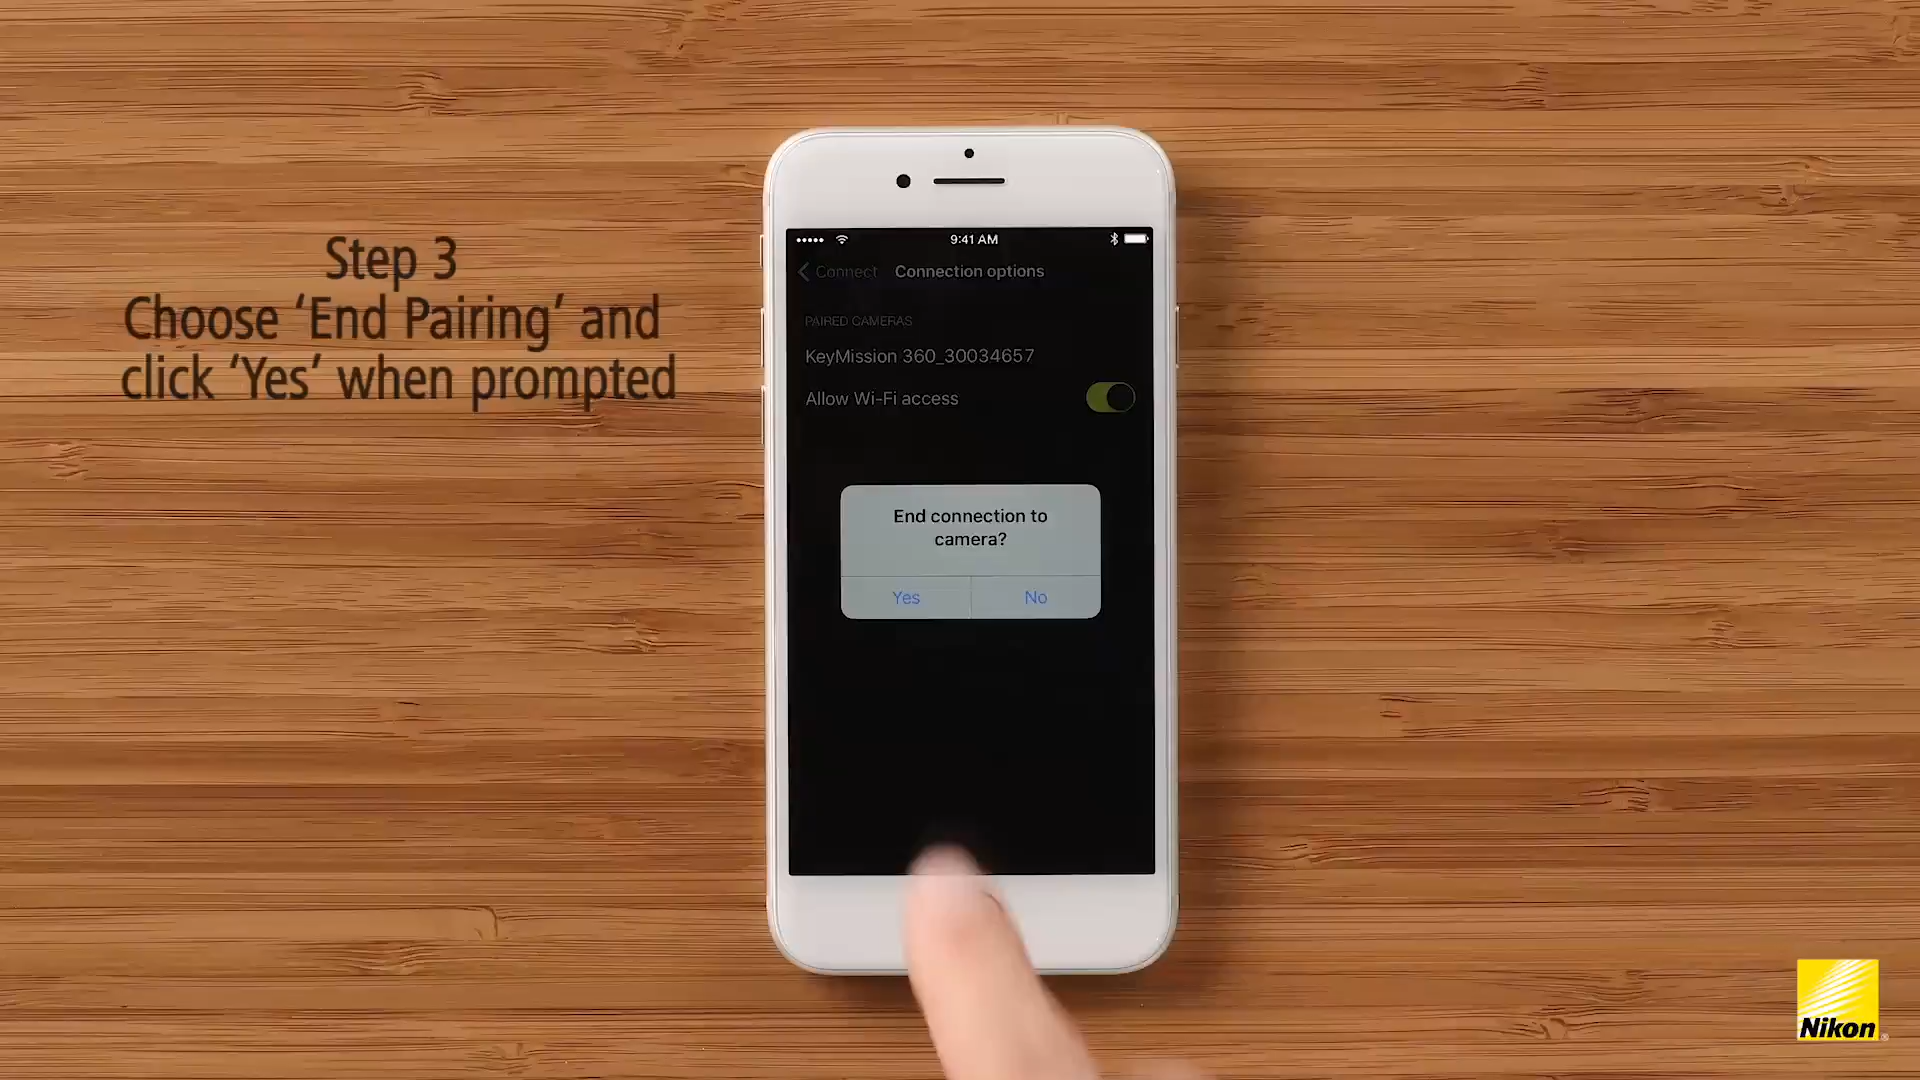 Step 3
Choose ‘End Pairing’ and
click ‘Yes’ when prompted
9:41 AM
Connect Connection options
PAIRED CAMERAS
KeyMission 360_30034657
Allow Wi-Fi access
End connection to
camera?
Yes No
Nikon